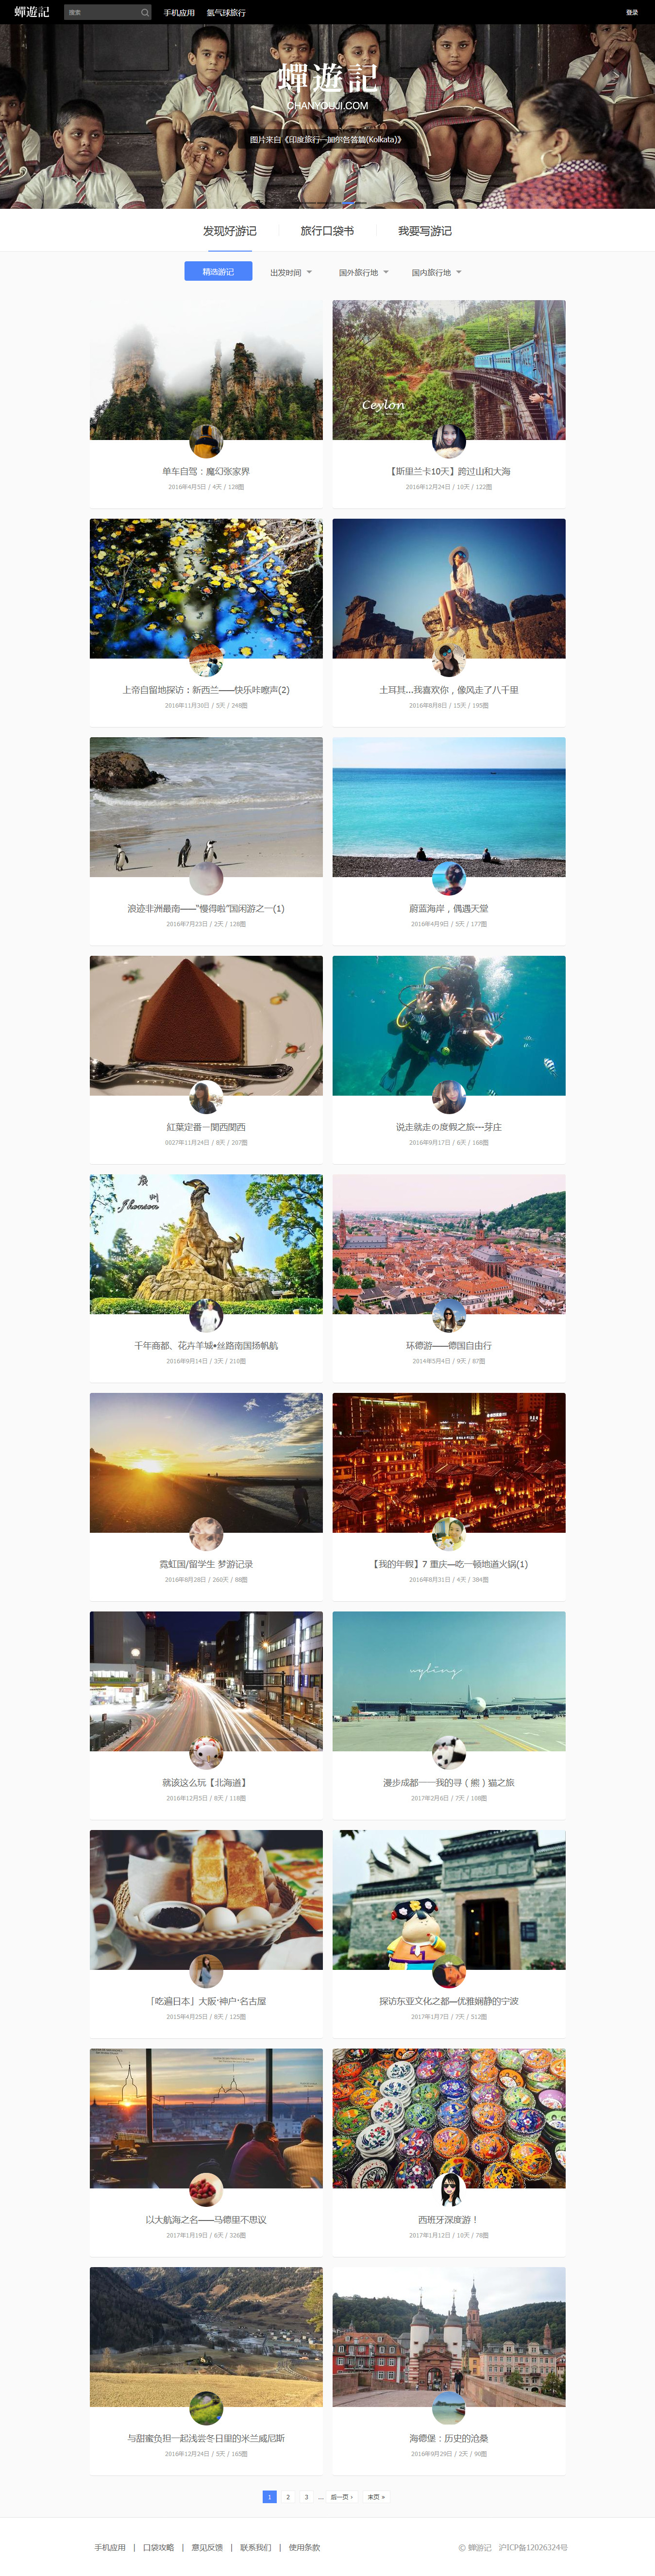 蟬遊記
搜索
手机应用
氢气球旅行
登录
蟬遊記
CHANYOUJI.COM
图片来自《印度旅行—加尔各答篇(Kolkata)》
发现好游记
旅行口袋书
我要写游记
精选游记
出发时间
国外旅行地
国内旅行地
Ceylon
单车自驾：魔幻张家界
2016年4月5日 / 4天 / 126图
【斯里兰卡10天】跨过山和大海
2016年12月24日 / 10天 / 122图
上帝自留地探访：新西兰——快乐咔嚓声(2)
2016年11月30日 / 5天 / 248图
土耳其...我喜欢你，像风走了八千里
2016年8月8日 / 15天 / 195图
浪迹非洲最南——“慢得啦”国闲游之一(1)
2016年7月23日 / 2天 / 128图
蔚蓝海岸，偶遇天堂
2016年4月9日 / 5天 / 177图
紅葉定番－関西関西
0027年11月24日 / 8天 / 207图
说走就走の度假之旅---芽庄
2016年9月17日 / 6天 / 168图
廣州
千年商都、花卉羊城•丝路南国扬帆航
2016年9月14日 / 3天 / 210图
环德游——德国自由行
2014年5月4日 / 9天 / 87图
霓虹国/留学生 梦游记录
2016年8月28日 / 260天 / 88图
【我的年假】7 重庆—吃一顿地道火锅(1)
2016年8月31日 / 4天 / 384图
就该这么玩【北海道】
2016年12月5日 / 8天 / 118图
漫步成都——我的寻（熊）猫之旅
2017年2月6日 / 7天 / 108图
「吃遍日本」大阪·神户·名古屋
2015年4月25日 / 8天 / 125图
探访东亚文化之都—优雅娴静的宁波
2017年1月7日 / 7天 / 512图
以大航海之名——马德里不思议
2017年1月19日 / 6天 / 326图
西班牙深度游！
2017年1月12日 / 10天 / 78图
与甜蜜负担一起浅尝冬日里的米兰威尼斯
2016年12月24日 / 5天 / 165图
海德堡：历史的沧桑
2016年9月29日 / 2天 / 90图
1 2 3 ... 后一页 › 末页 »
手机应用 | 口袋攻略 | 意见反馈 | 联系我们 | 使用条款
© 蝉游记 沪ICP备12026324号